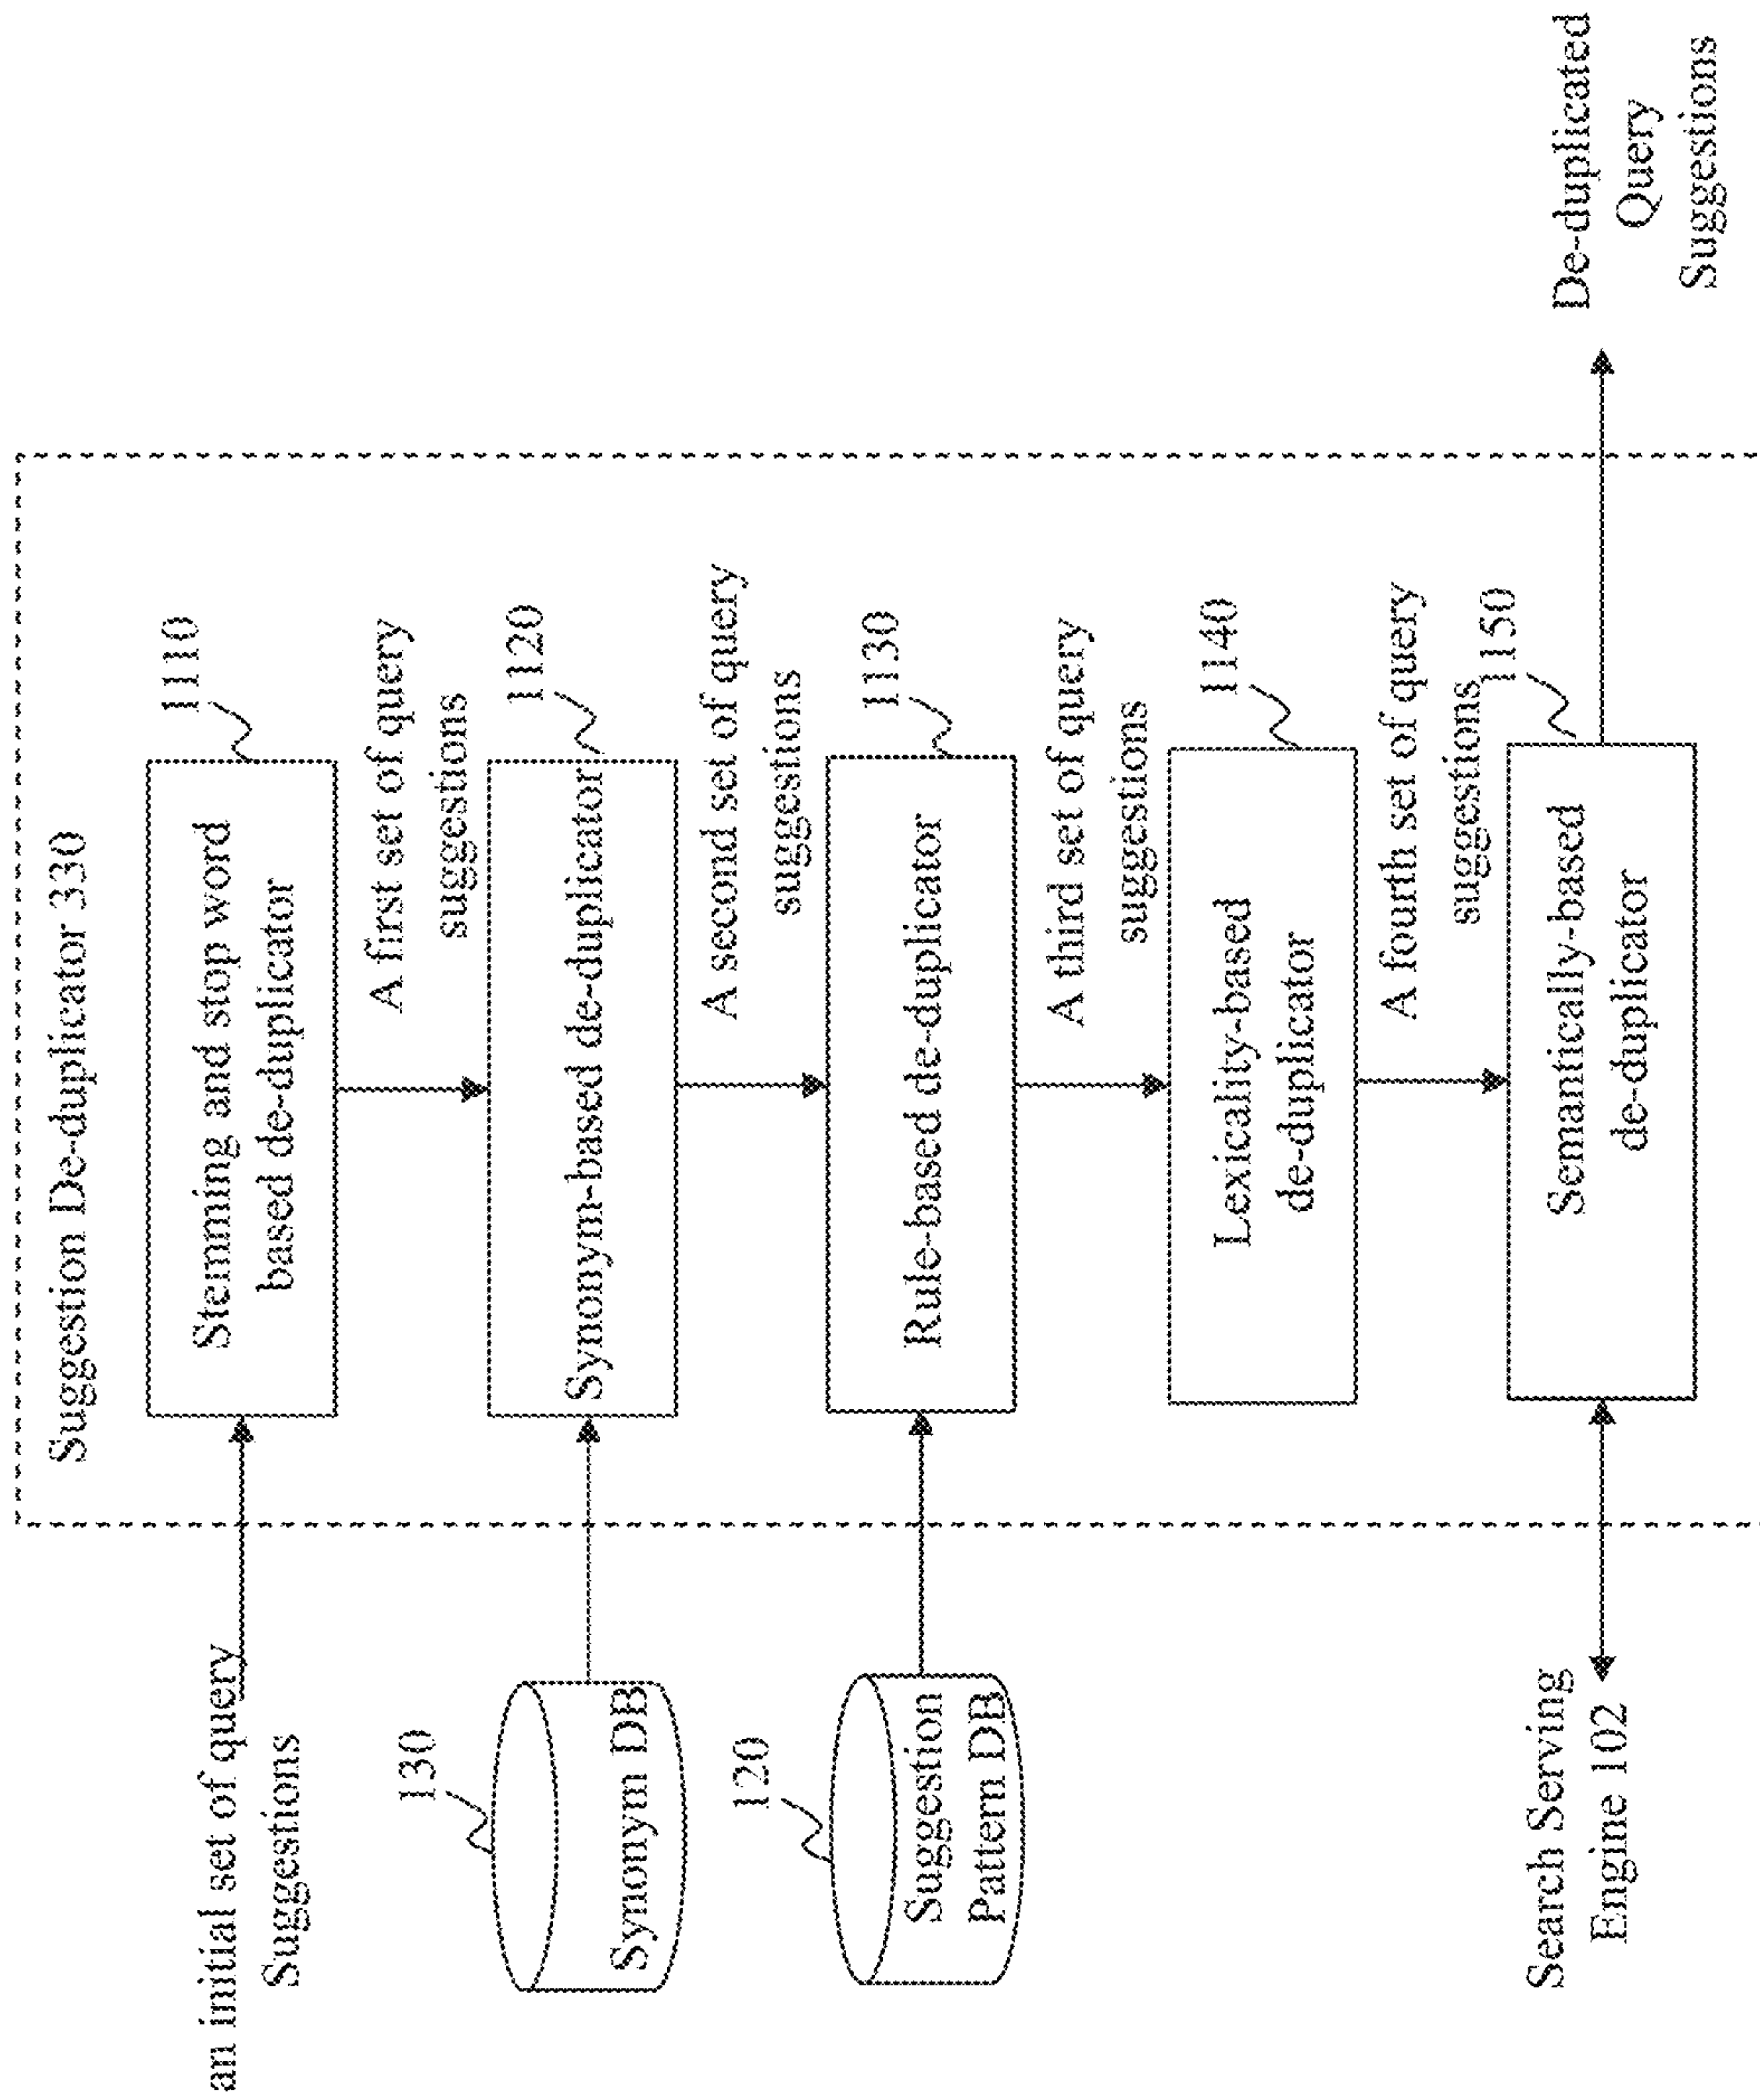 Suggestion De-duplicator 330
an initial set of query
Suggestions
Stemming and stop word
based de-duplicator
1110
A first set of query
suggestions
130
Synonym DB
Synonym-based de-duplicator
1120
A second set of query
suggestions
120
Suggestion
Pattern DB
Rule-based de-duplicator
1130
A third set of query
suggestions
Lexicality-based
de-duplicator
1140
A fourth set of query
suggestions
1150
Search Serving
Engine 102
Semantically-based
de-duplicator
De-duplicated
Query
Suggestions